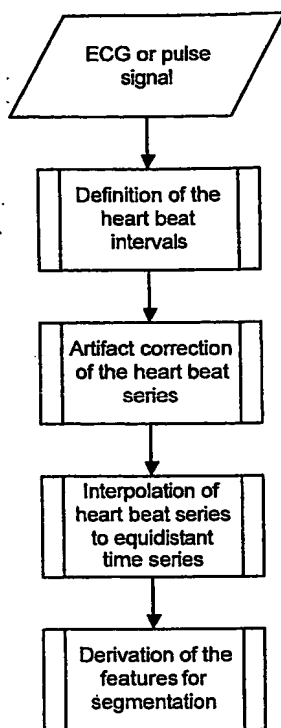 ECG or pulse
signal
Definition of the
heart beat
intervals
Artifact correction
of the heart beat
series
Interpolation of
heart beat series
to equidistant
time series
Derivation of the
features for
segmentation